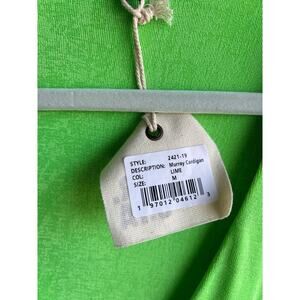 STYLE: 2421-19
DESCRIPTION: Murray Cardigan
COL: LIME
SIZE: M
1 97012 04612 3